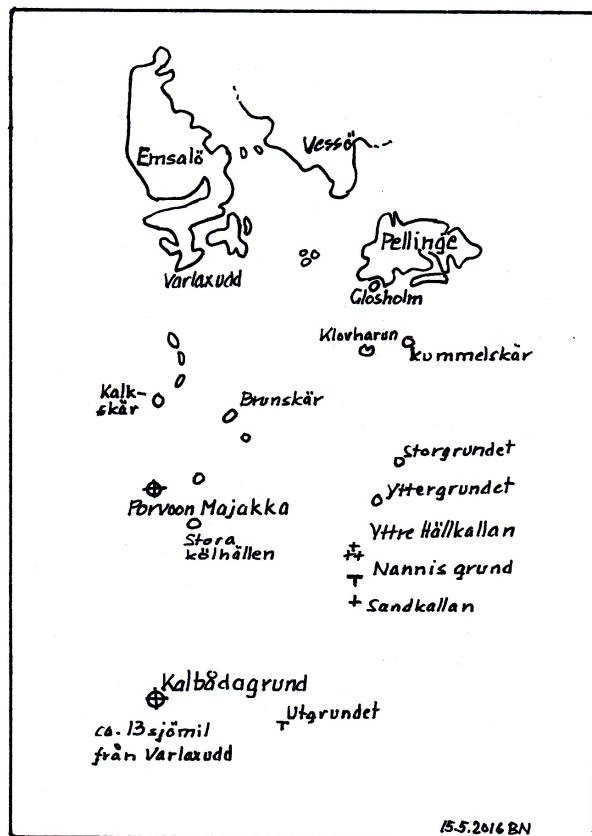 Emsalö
Vessö
Pellinge
Varlaxudd
Glosholm
Klovharun
Kummelskär
Kalk-
skär
Brunskär
Storgrundet
Yttergrundet
Porvoon Majakka
Stora
kölhällen
Yttre Hällkallan
Nannis grund
Sandkallan
Kalbådagrund
Utgrundet
ca. 13 sjömil
från Varlaxudd
15.5.2016 BN